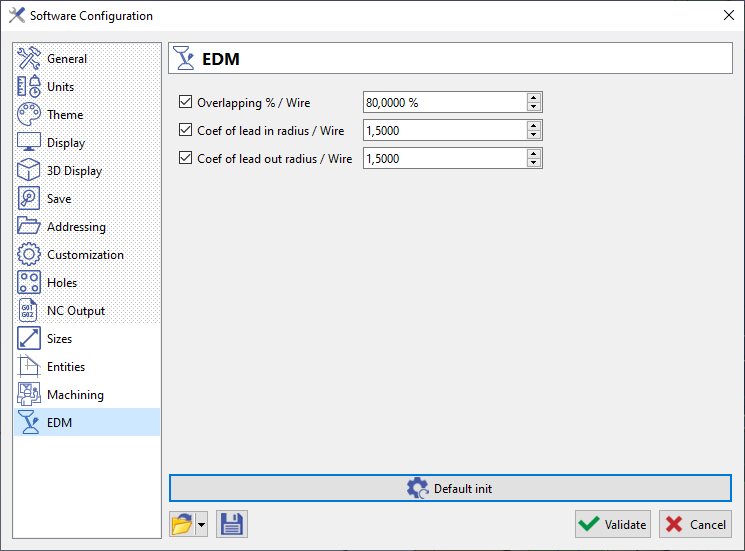 Software Configuration
General
Units
Theme
Display
3D Display
Save
Addressing
Customization
Holes
G01
G02
NC Output
Sizes
Entities
Machining
EDM
EDM
Overlapping % / Wire 80,0000 %
Coef of lead in radius / Wire 1,5000
Coef of lead out radius / Wire 1,5000
Default init
Validate Cancel